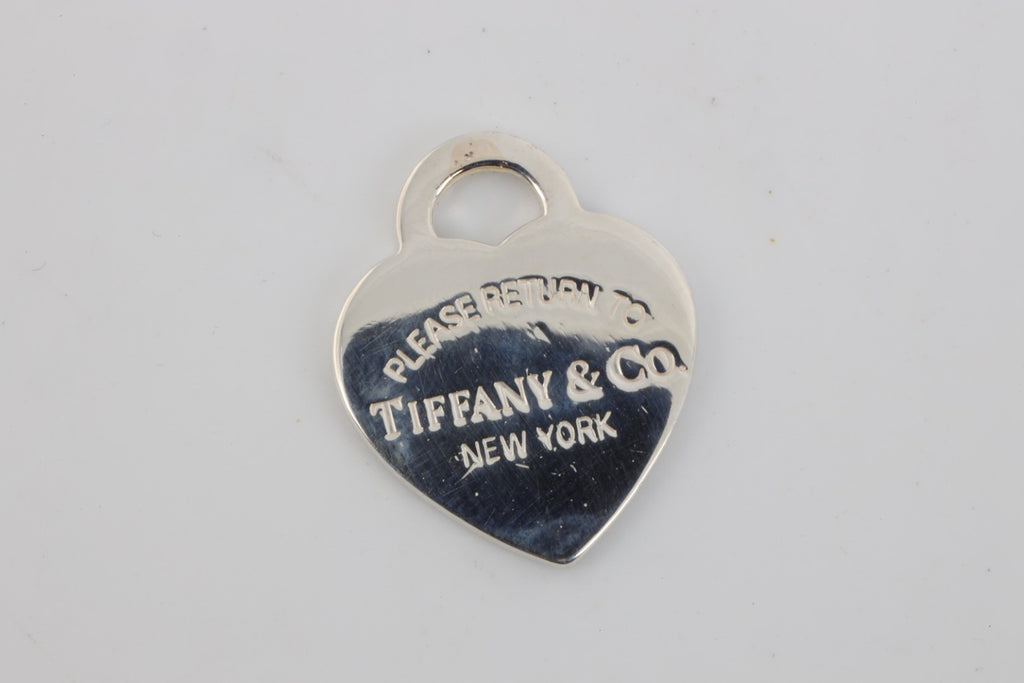 PLEASE RETURN TO
TIFFANY & CO.
NEW YORK